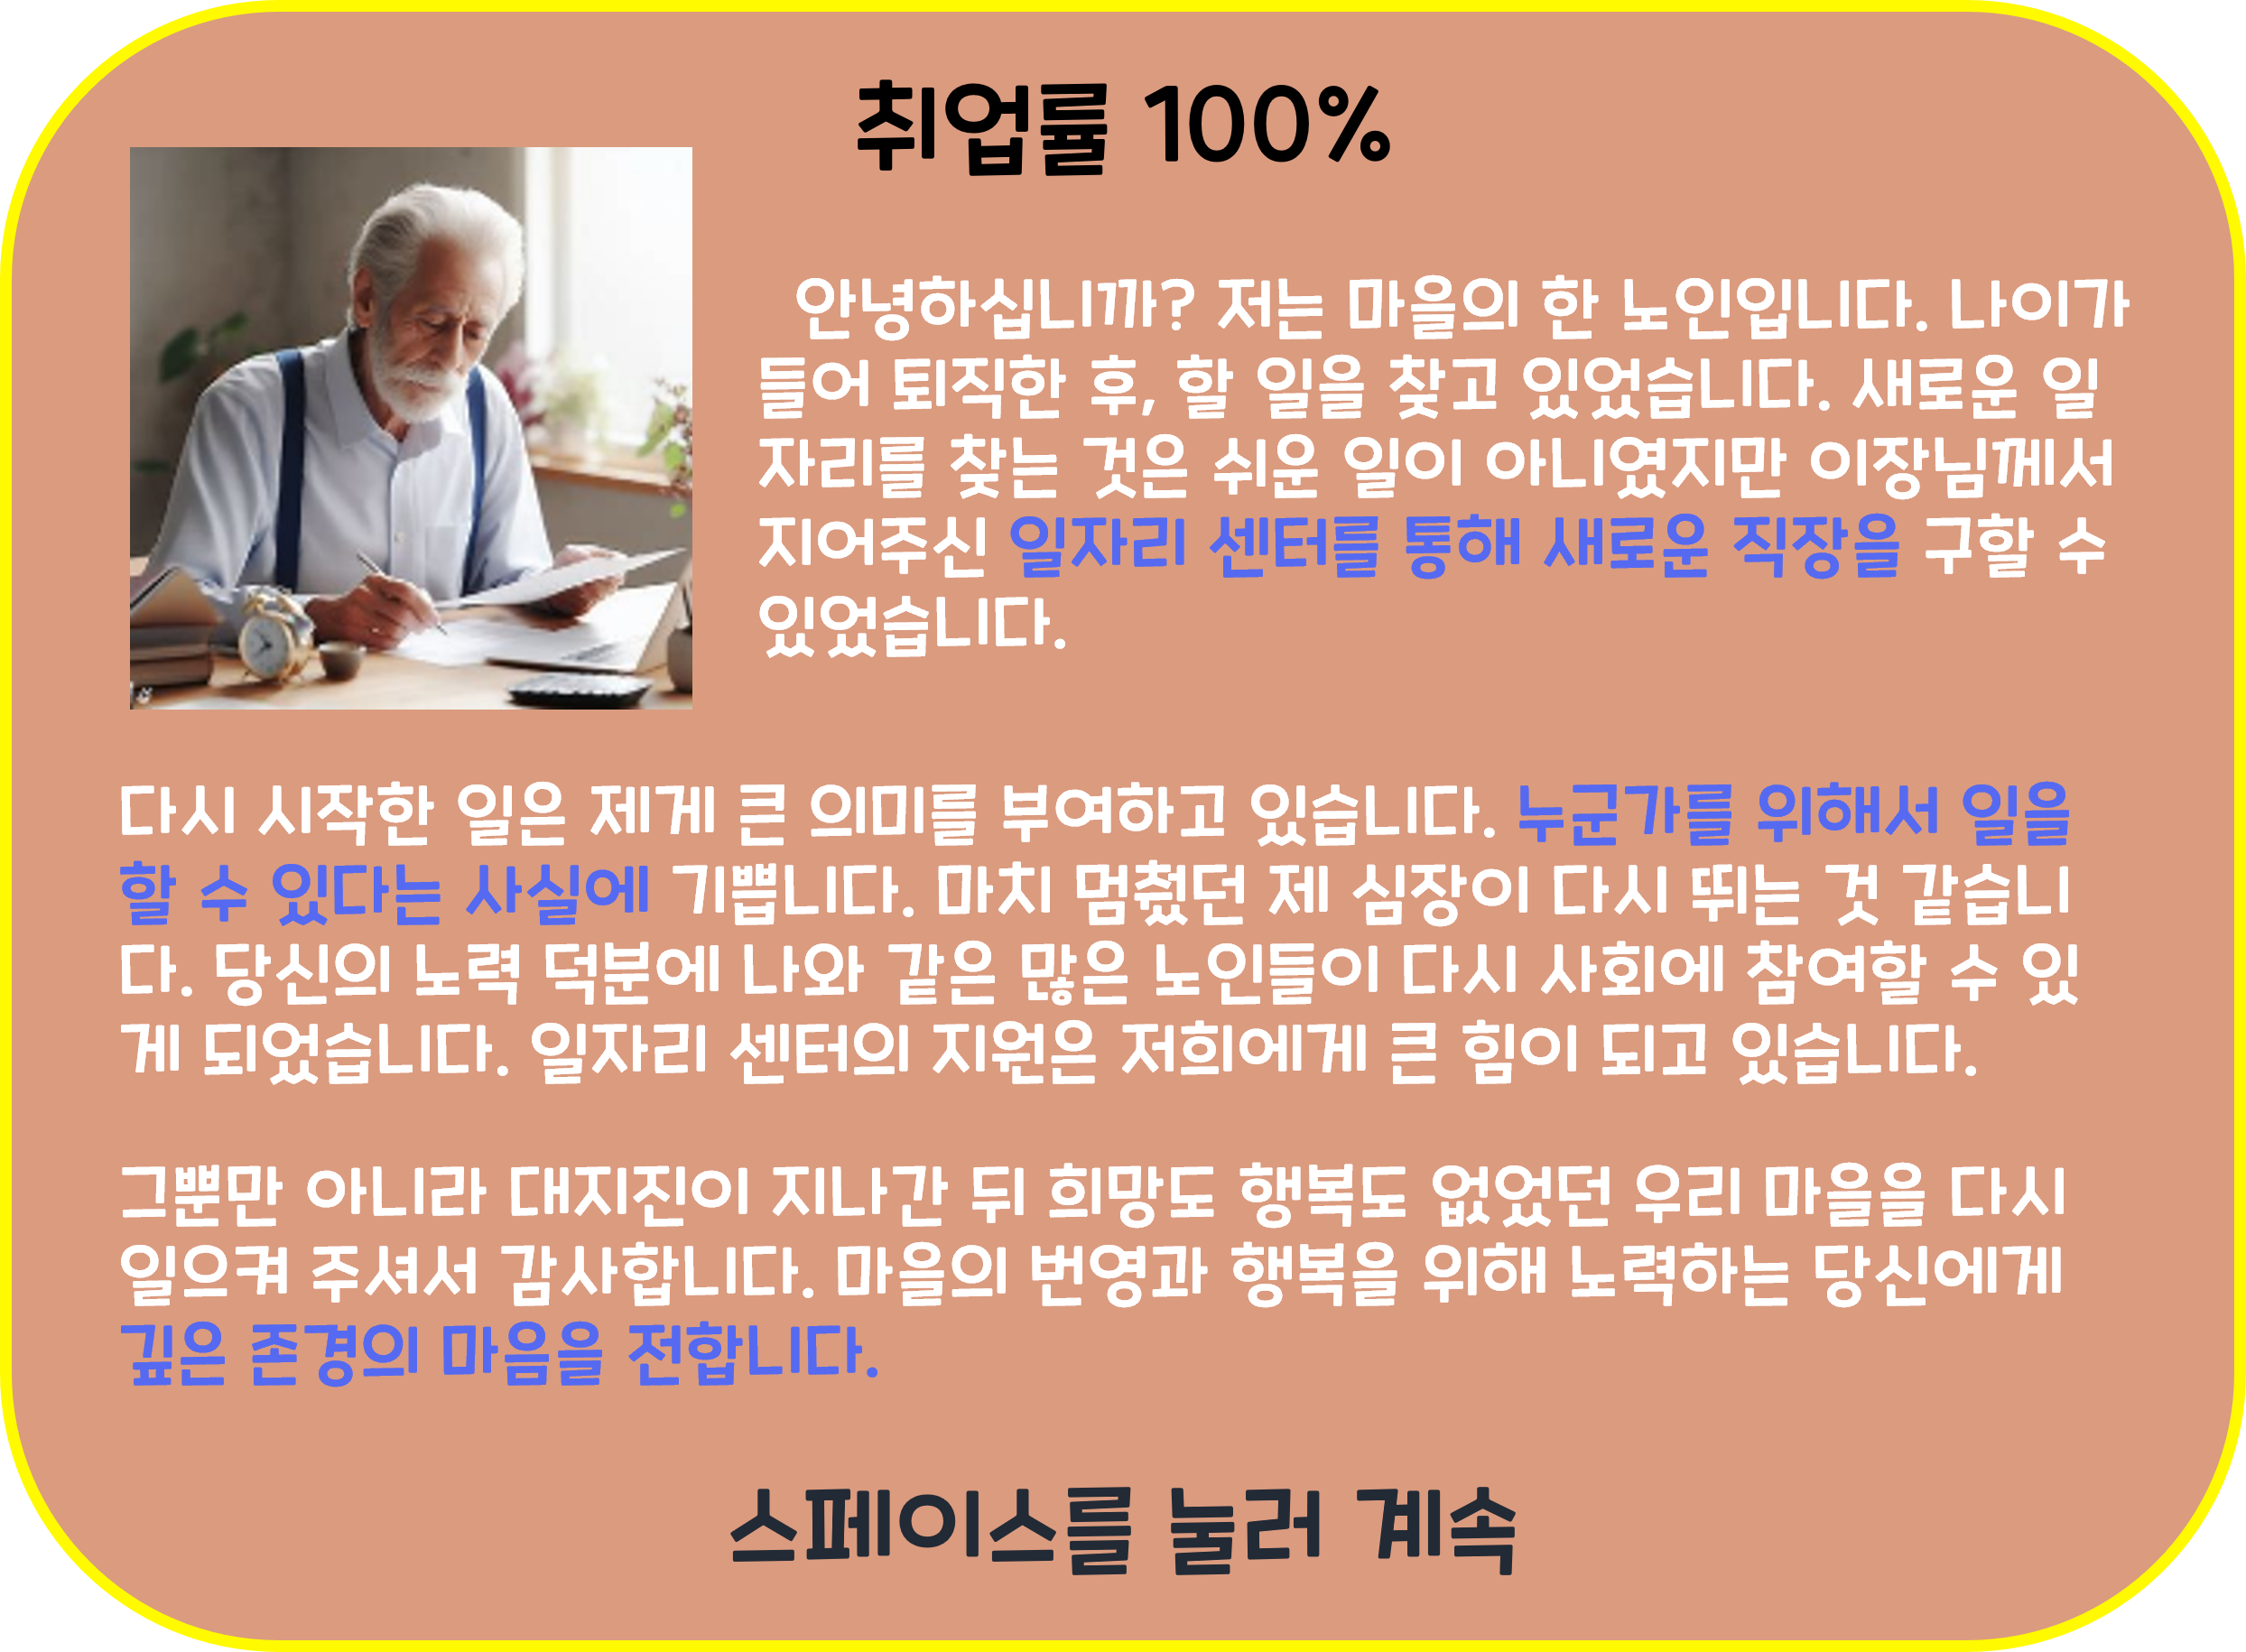 취업률 100%
안녕하십니까? 저는 마을의 한 노인입니다. 나이가
들어 퇴직한 후, 할 일을 찾고 있었습니다. 새로운 일
자리를 찾는 것은 쉬운 일이 아니였지만 이장님께서
지어주신 일자리 센터를 통해 새로운 직장을 구할 수
있었습니다.
다시 시작한 일은 제게 큰 의미를 부여하고 있습니다. 누군가를 위해서 일을
할 수 있다는 사실에 기쁩니다. 마치 멈췄던 제 심장이 다시 뛰는 것 같습니
다. 당신의 노력 덕분에 나와 같은 많은 노인들이 다시 사회에 참여할 수 있
게 되었습니다. 일자리 센터의 지원은 저희에게 큰 힘이 되고 있습니다.
그뿐만 아니라 대지진이 지나간 뒤 희망도 행복도 없었던 우리 마을을 다시
일으켜 주셔서 감사합니다. 마을의 번영과 행복을 위해 노력하는 당신에게
깊은 존경의 마음을 전합니다.
스페이스를 눌러 계속